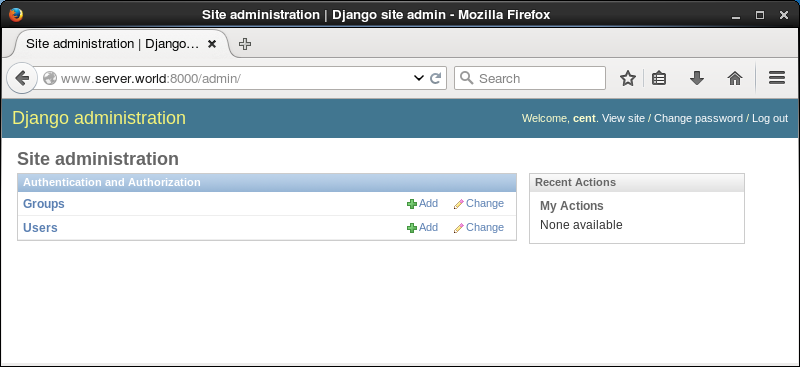 Site administration | Django site admin - Mozilla Firefox
Site administration | Django...
www.server.world:8000/admin/
Search
Django administration
Welcome, cent. View site / Change password / Log out
Site administration
Authentication and Authorization
Groups Add Change
Users Add Change
Recent Actions
My Actions
None available